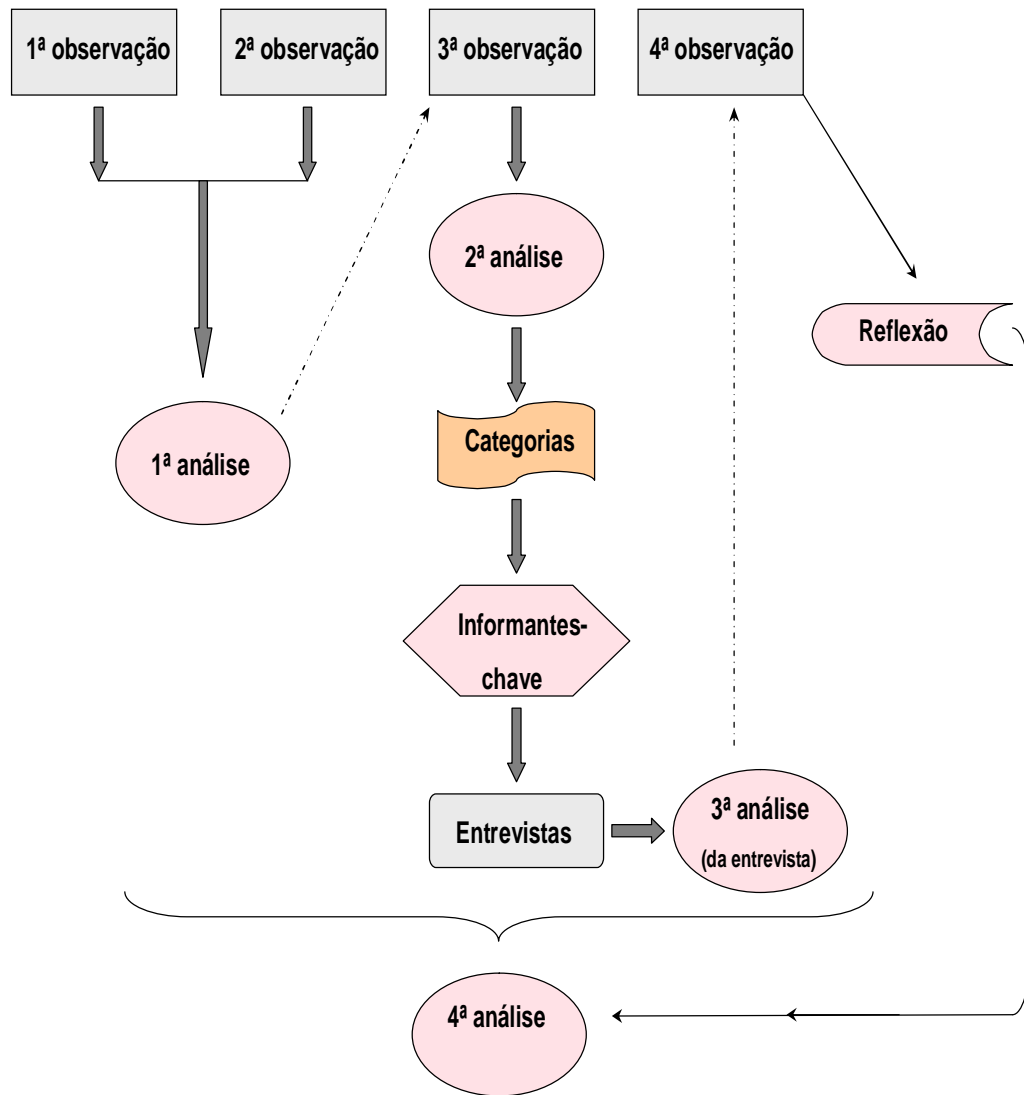 1ª observação
2ª observação
3ª observação
4ª observação
2ª análise
Reflexão
Categorias
1ª análise
Informantes-
chave
3ª análise
(da entrevista)
Entrevistas
4ª análise